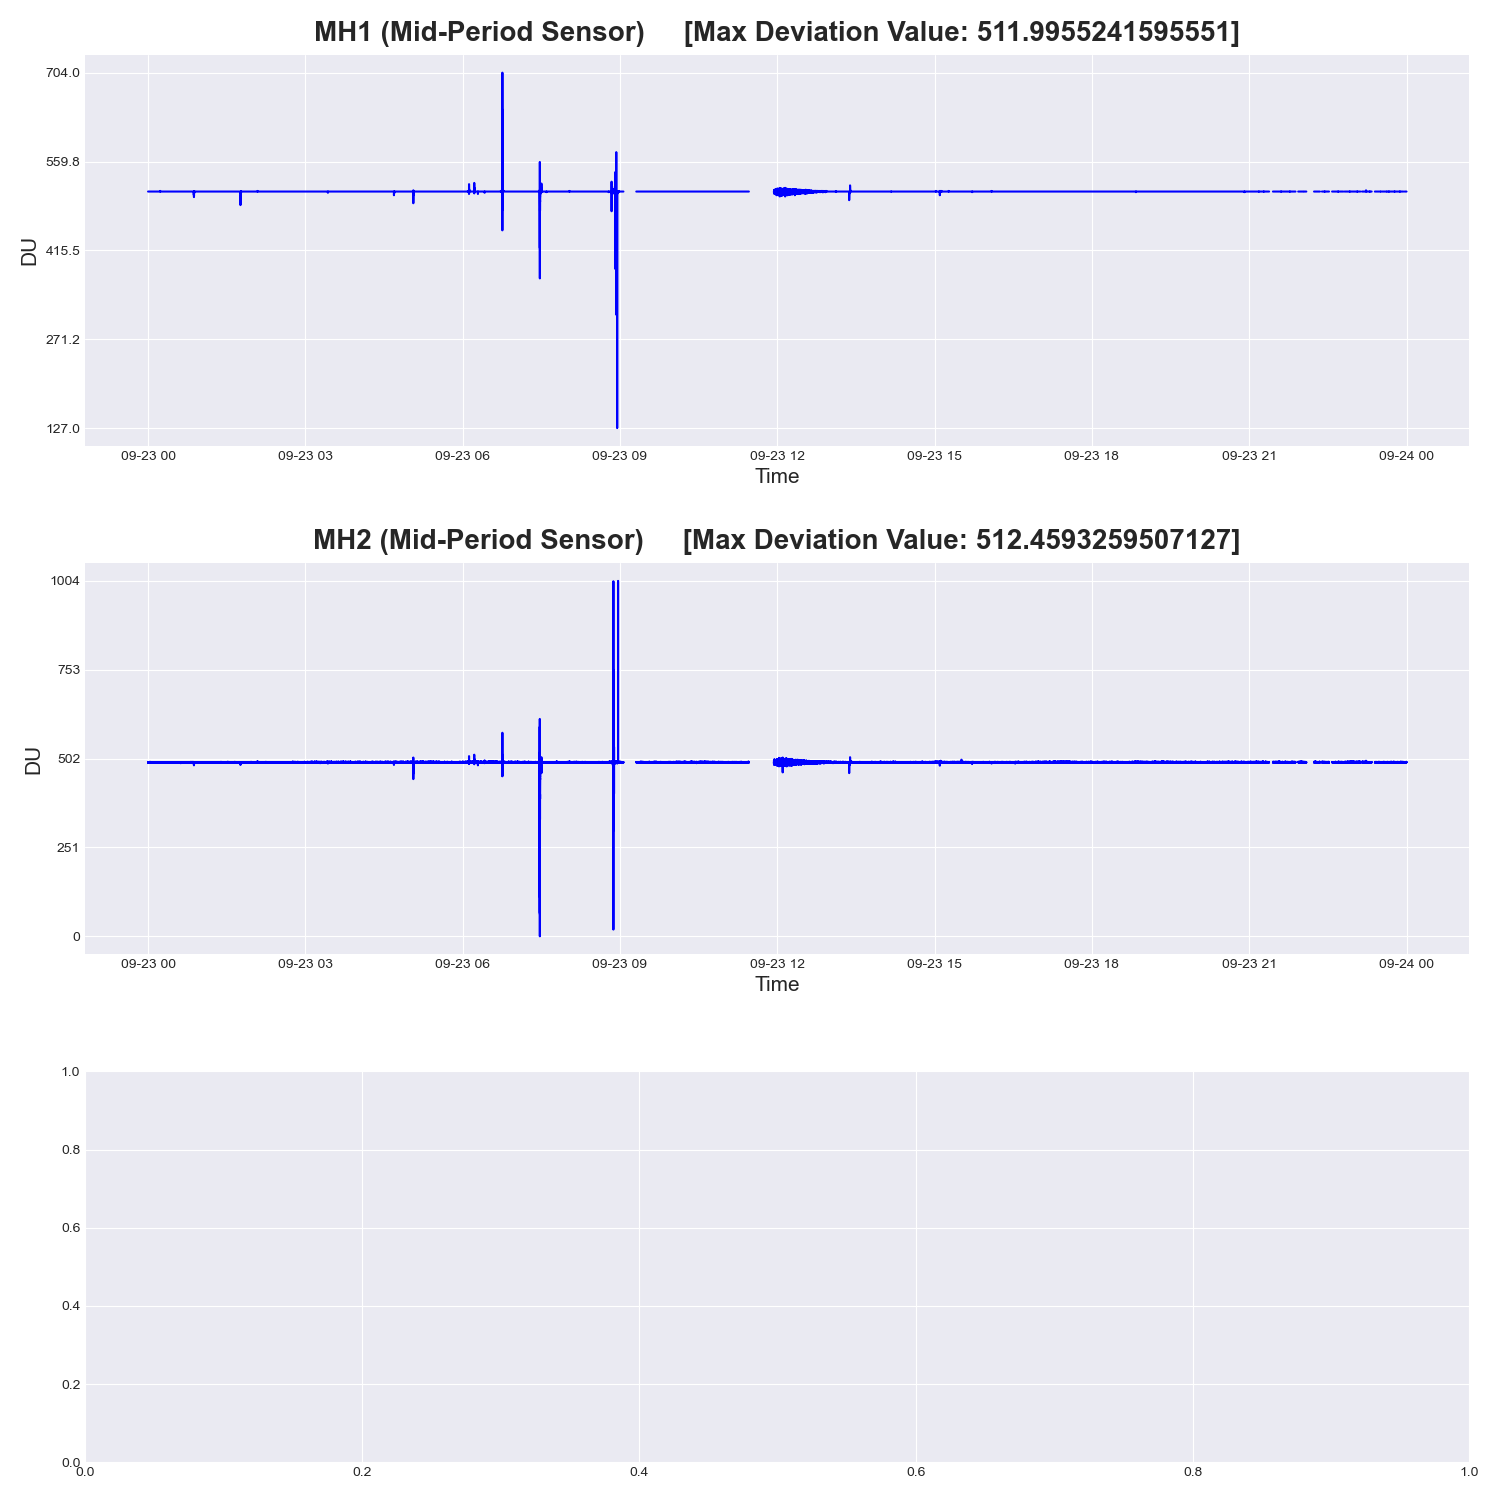 MH1 (Mid-Period Sensor) [Max Deviation Value: 511.9955241595551]
704.0
559.8
415.5
271.2
127.0
DU
09-23 00 09-23 03 09-23 06 09-23 09 09-23 12 09-23 15 09-23 18 09-23 21 09-24 00
Time
MH2 (Mid-Period Sensor) [Max Deviation Value: 512.4593259507127]
1004
753
502
251
0
DU
09-23 00 09-23 03 09-23 06 09-23 09 09-23 12 09-23 15 09-23 18 09-23 21 09-24 00
Time
1.0
0.8
0.6
0.4
0.2
0.0
0.0 0.2 0.4 0.6 0.8 1.0